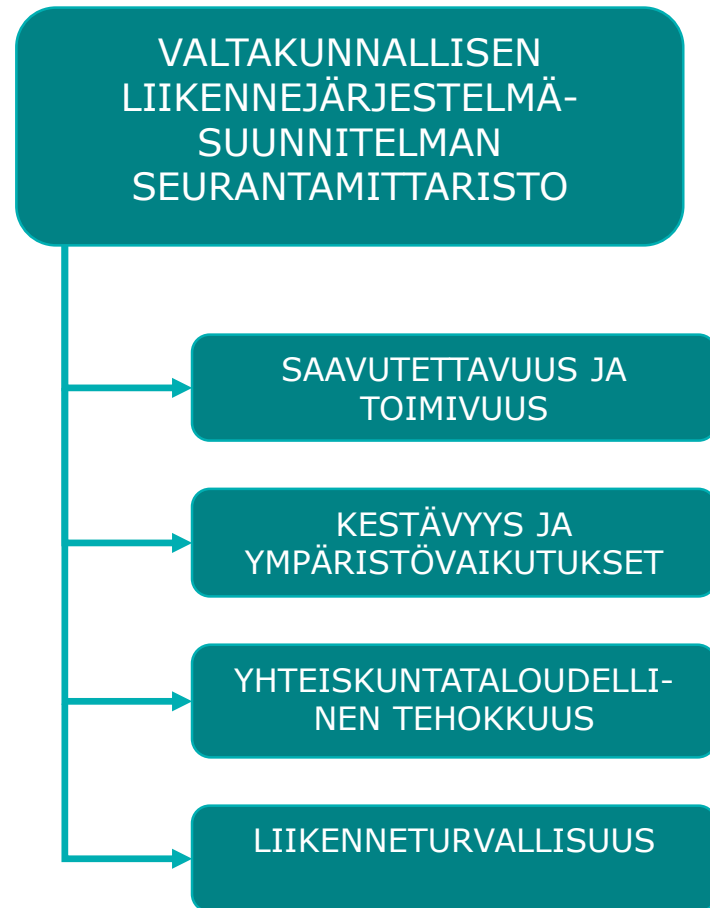 VALTAKUNNALLISEN
LIIKENNEJÄRJESTELMÄ-
SUUNNITELMAN
SEURANTAMITTARISTO
SAAVUTETTAVUUS JA
TOIMIVUUS
KESTÄVYYS JA
YMPÄRISTÖVAIKUTUKSET
YHTEISKUNTATALOUDELLI-
NEN TEHOKKUUS
LIIKENNETURVALLISUUS